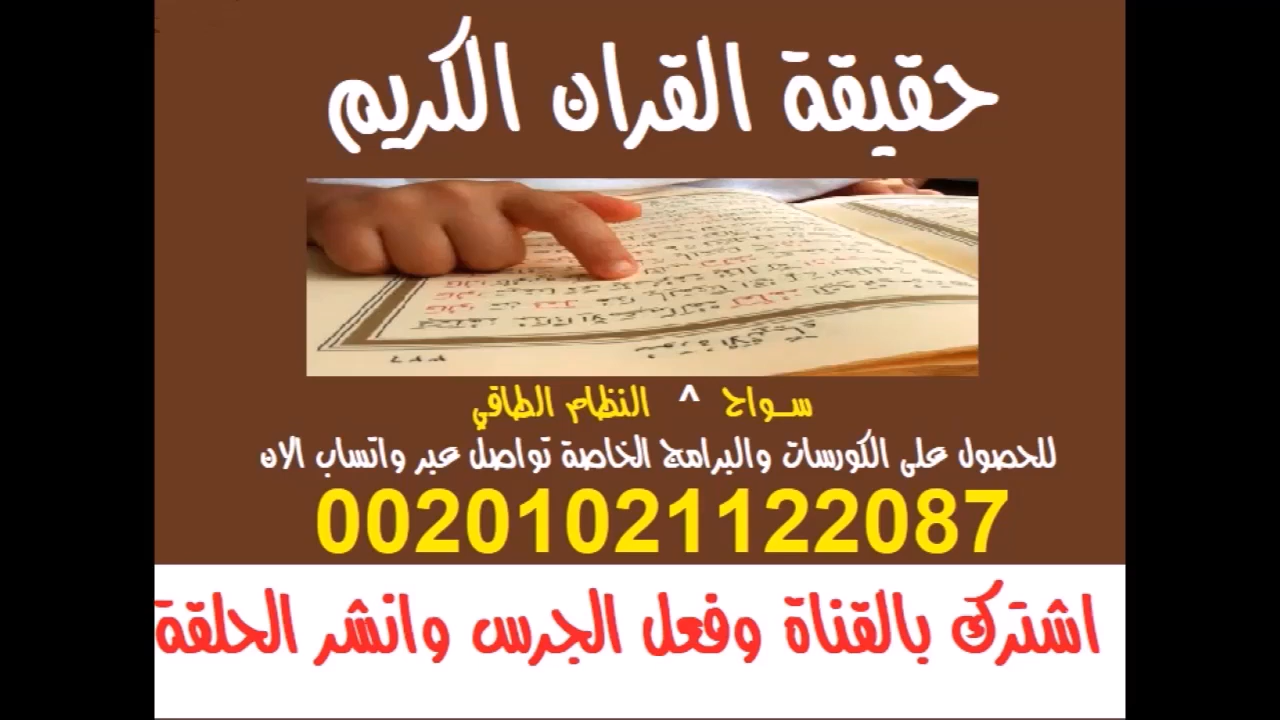 حقيقة القران الكريم
سواح ^ النظام الطاقي
للحصول على الكورسات والبرامج الخاصة تواصل عبر واتساب الان
00201021122087
اشترك بالقناة وفعل الجرس وانشر الحلقة